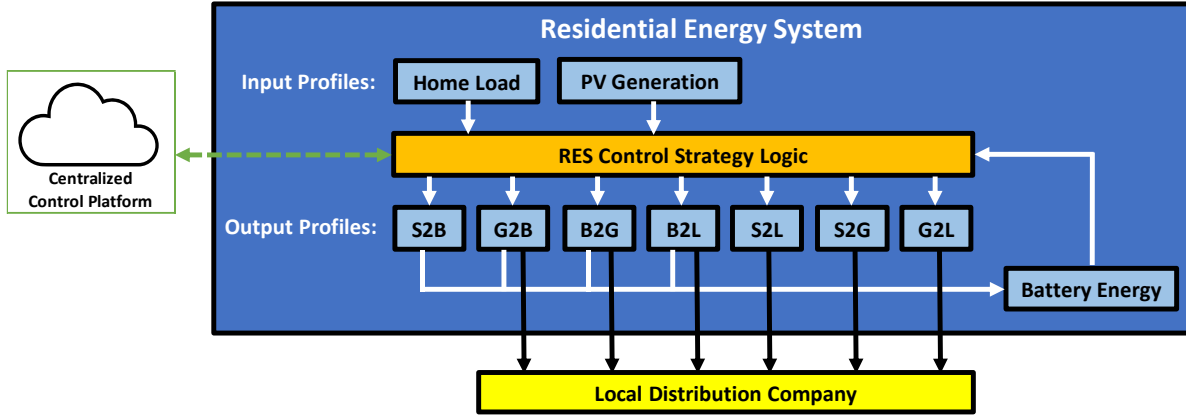 Residential Energy System
Input Profiles:
Home Load
PV Generation
Centralized
Control Platform
RES Control Strategy Logic
Output Profiles:
S2B
G2B
B2G
B2L
S2L
S2G
G2L
Battery Energy
Local Distribution Company